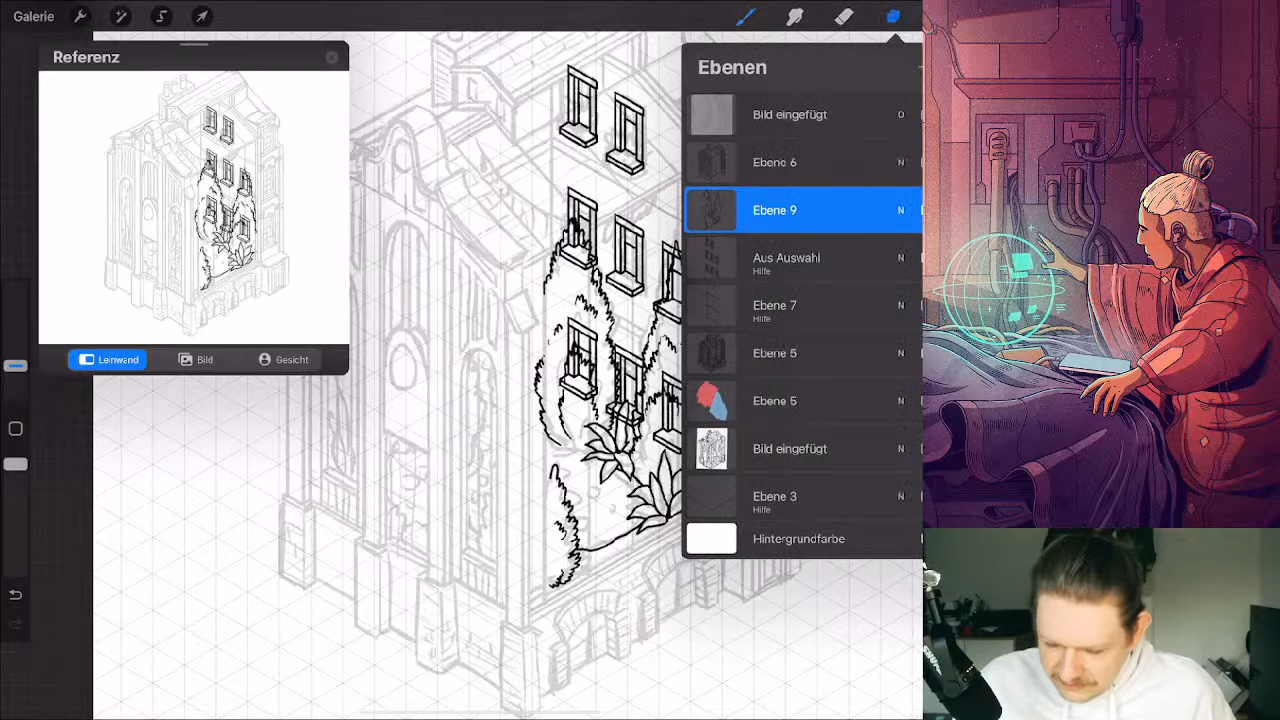 Galerie
Referenz
Leinwand
Bild
Gesicht
Ebenen
Bild eingefügt O
Ebene 6 N
Ebene 9 N
Aus Auswahl N
Hilfe
Ebene 7 N
Hilfe
Ebene 5 N
Ebene 5 N
Bild eingefügt N
Ebene 3 N
Hilfe
Hintergrundfarbe